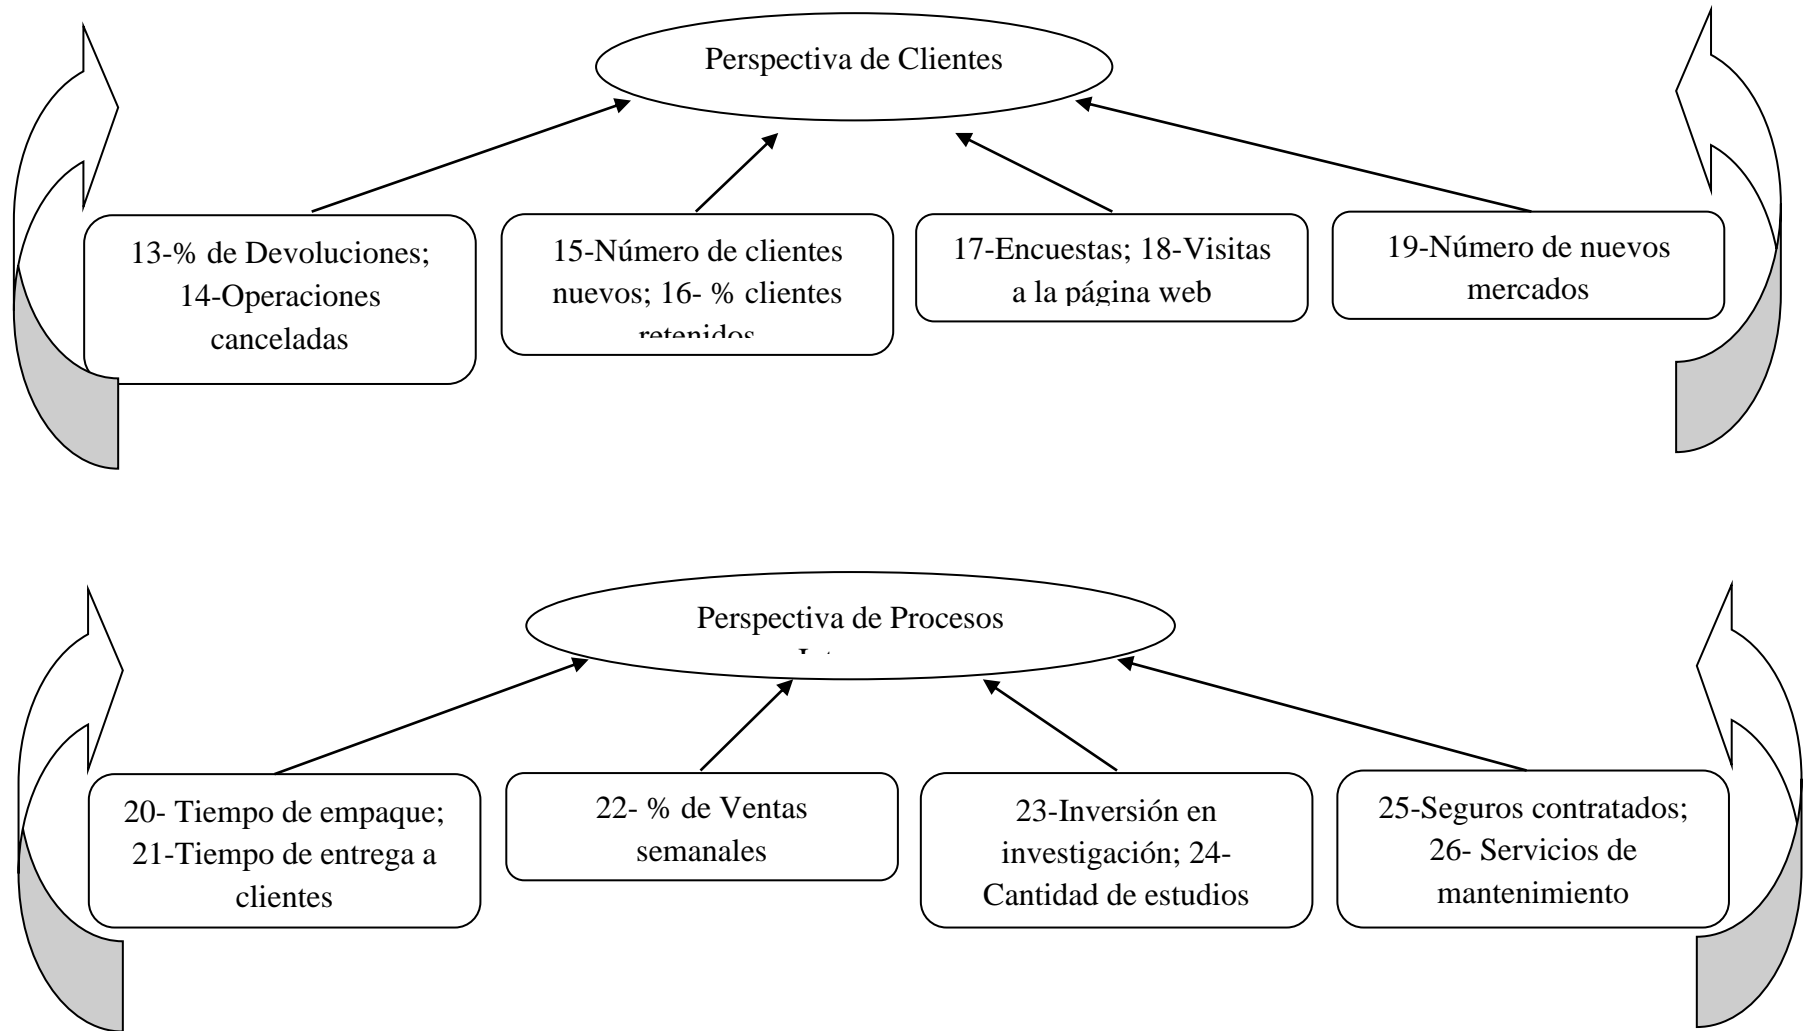 Perspectiva de Clientes
13-% de Devoluciones;
14-Operaciones
canceladas
15-Número de clientes
nuevos; 16- % clientes
retenidos
17-Encuestas; 18-Visitas
a la página web
19-Número de nuevos
mercados
Perspectiva de Procesos
20- Tiempo de empaque;
21-Tiempo de entrega a
clientes
22- % de Ventas
semanales
23-Inversión en
investigación; 24-
Cantidad de estudios
25-Seguros contratados;
26- Servicios de
mantenimiento